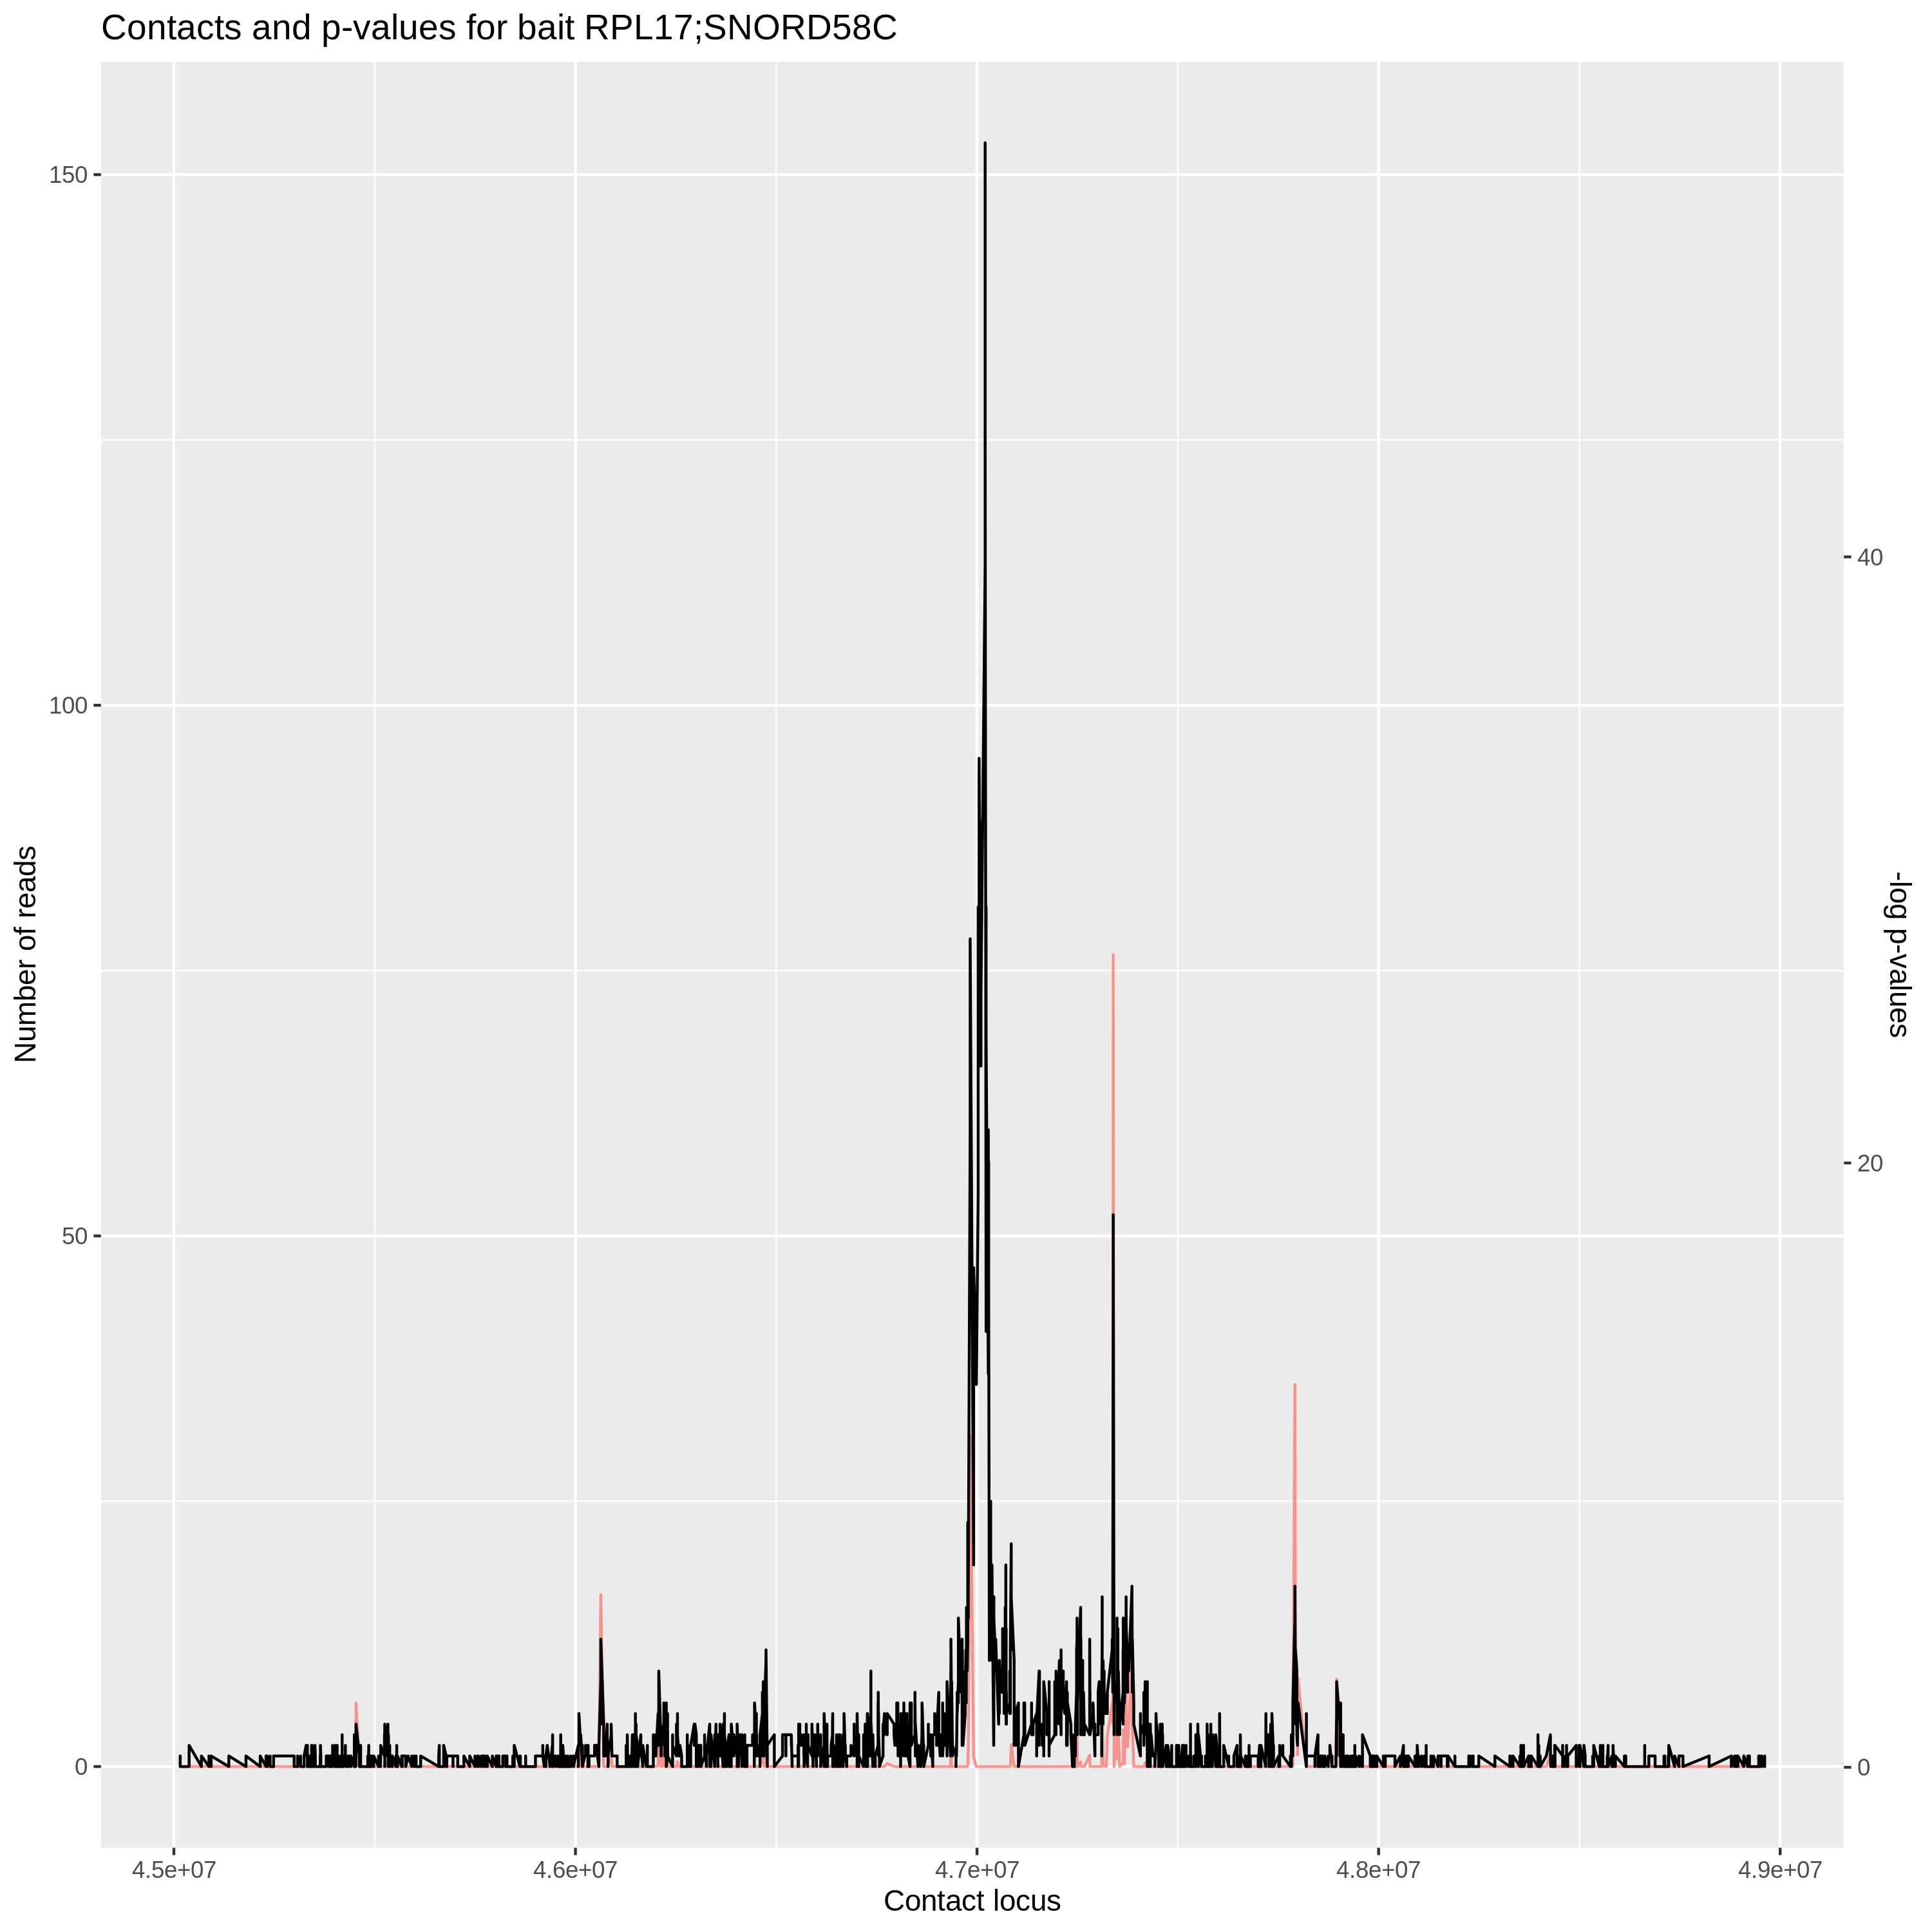 Contacts and p-values for bait RPL17;SNORD58C
150
100
50
0
Number of reads
40
20
0
-log p-values
4.5e+07 4.6e+07 4.7e+07 4.8e+07 4.9e+07
Contact locus